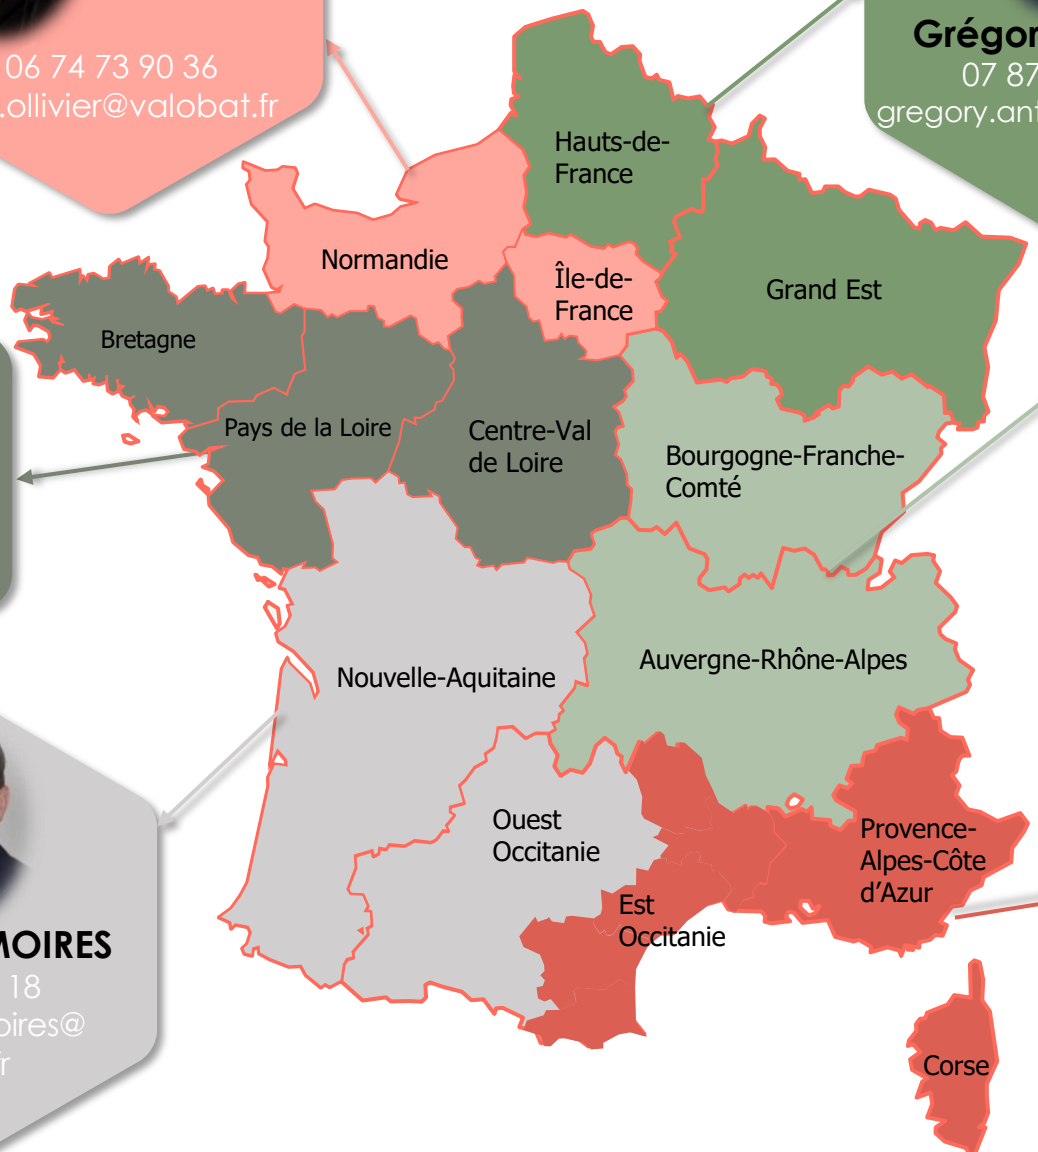 06 74 73 90 36
.ollivier@valobat.fr
Grégor
07 87
gregory.ant
Hauts-de-
France
Normandie
Île-de-
France
Grand Est
Bretagne
Pays de la Loire
Centre-Val
de Loire
Bourgogne-Franche-
Comté
Auvergne-Rhône-Alpes
Nouvelle-Aquitaine
Ouest
Occitanie
Provence-
Alpes-Côte
d'Azur
Est
Occitanie
MOIRES
18
oires@
r
Corse